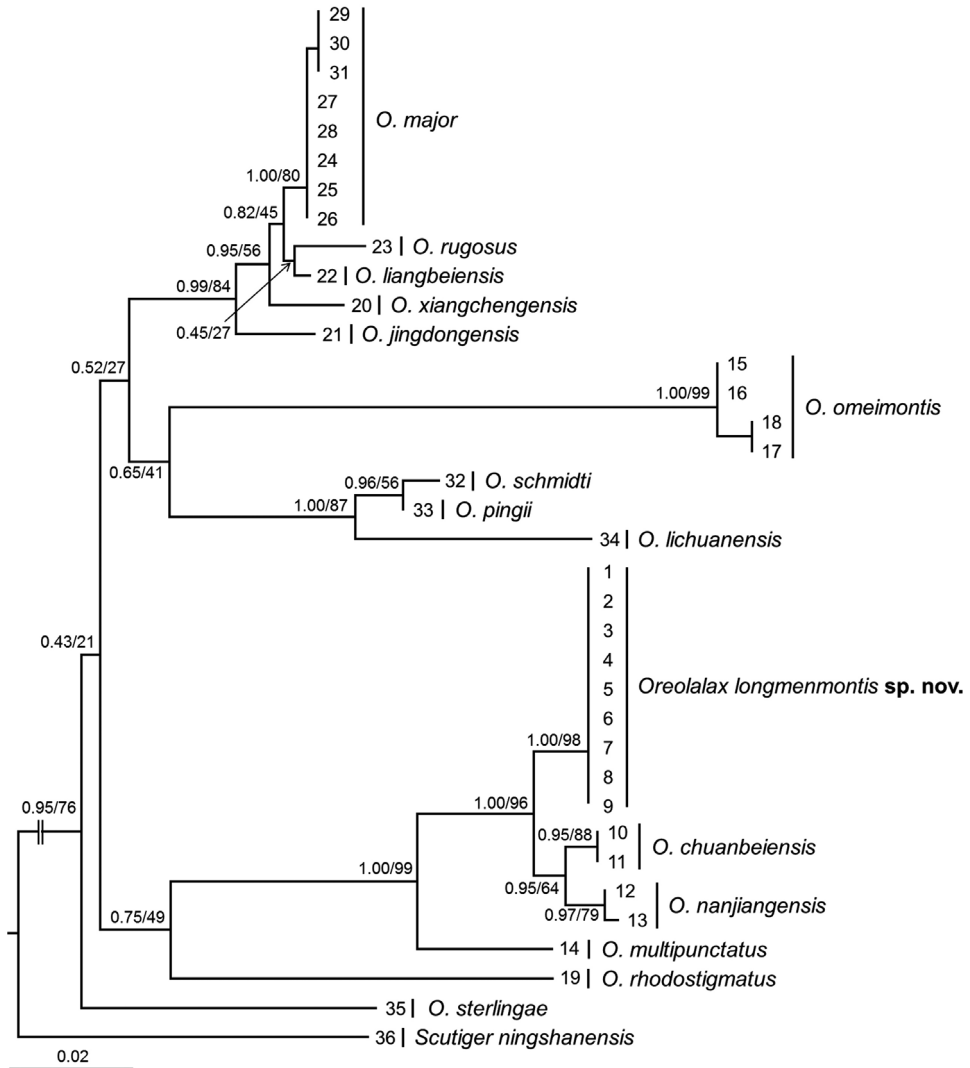 29
30
31
27
28
24
25
26
O. major
1.00/80
0.82/45
0.95/56
0.99/84
0.45/27
23 | O. rugosus
22 | O. liangbeiensis
20 | O. xiangchengensis
21 | O. jingdongensis
0.52/27
15
16
18
17
O. omeimontis
1.00/99
0.65/41
0.96/56
32 | O. schmidti
33 | O. pingii
1.00/87
34 | O. lichuanensis
0.43/21
1
2
3
4
5
6
7
8
9
Oreolalax longmenmontis sp. nov.
1.00/98
1.00/96
0.95/88
10
11
O. chuanbeiensis
0.95/64
12
13
O. nanjiangensis
0.97/79
1.00/99
14 | O. multipunctatus
0.75/49
19 | O. rhodostigmatus
0.95/76
35 | O. sterlingae
36 | Scutiger ningshanensis
0.02